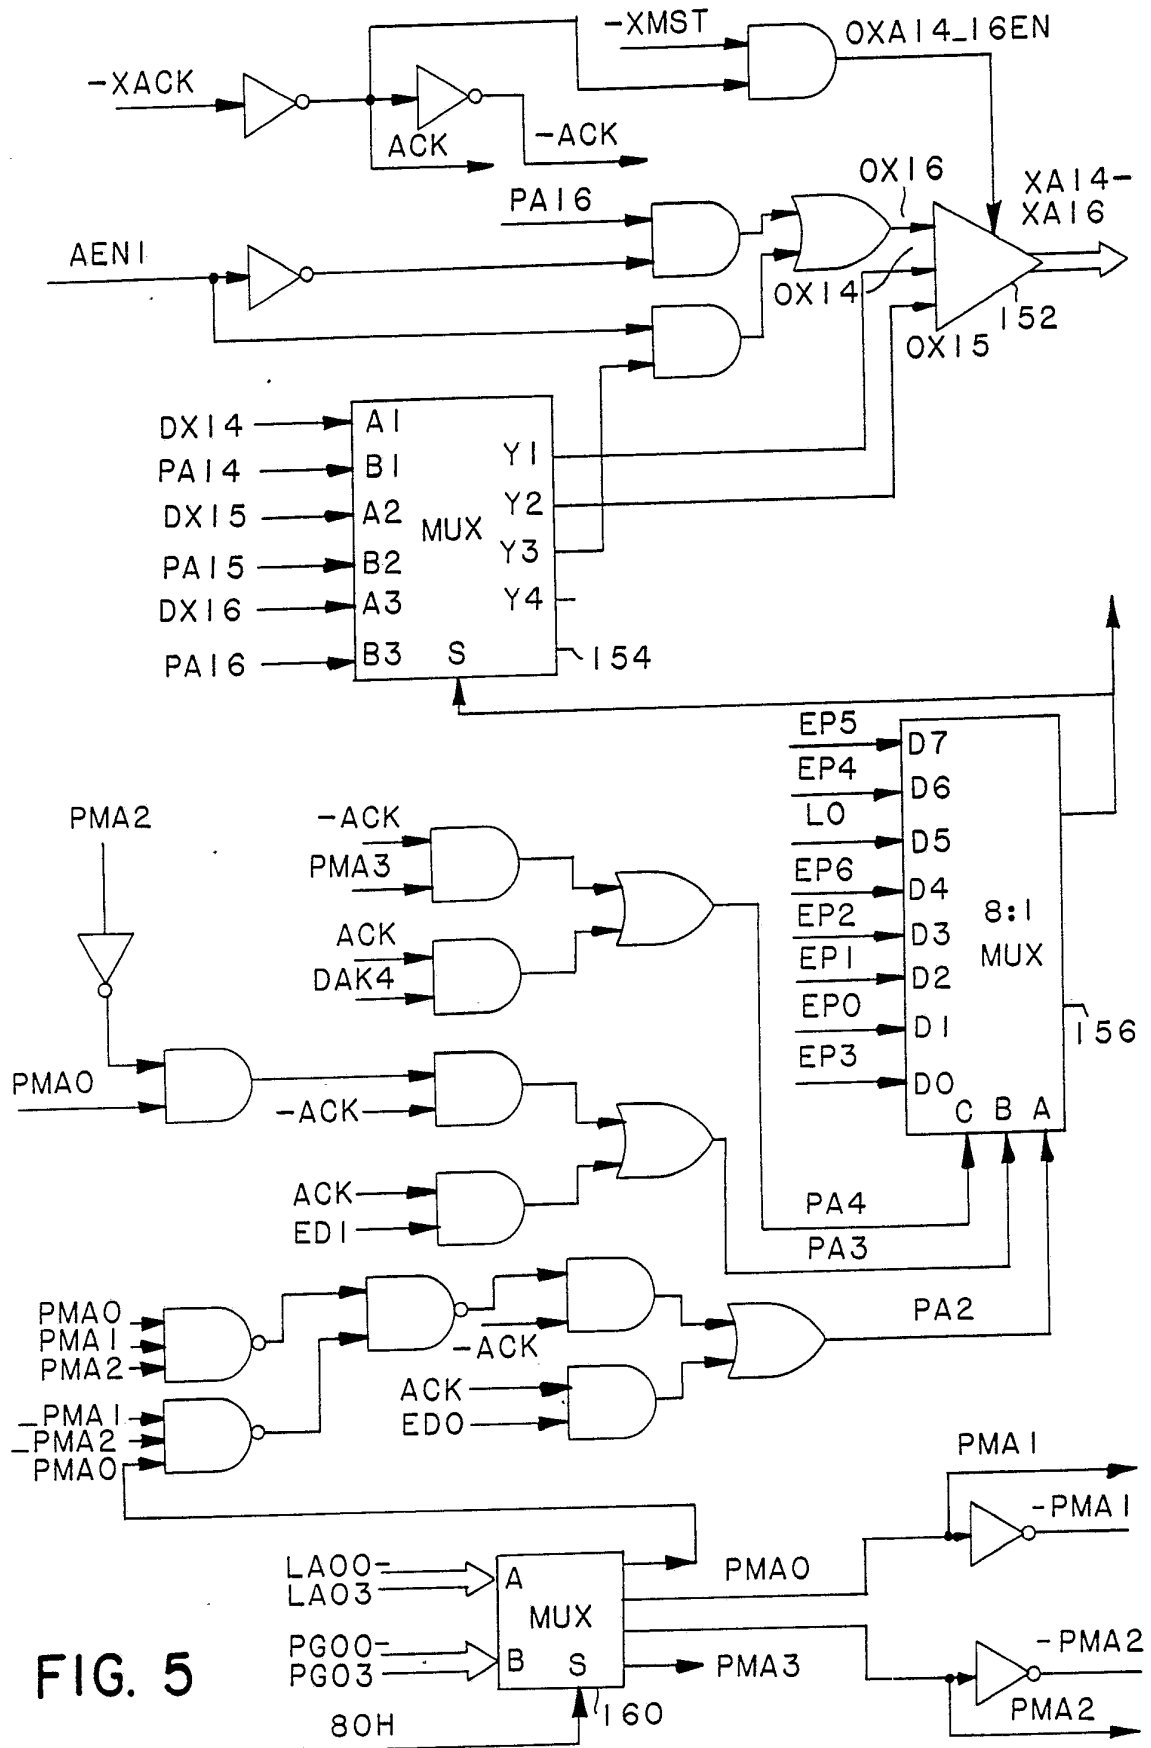 -XMST
OXA14_16EN
-XACK
ACK
-ACK
PA16
OX16
XA14-
XA16
AEN1
OX14
152
OX15
DX14
A1
PA14
B1
Y1
DX15
A2
Y2
MUX
PA15
B2
Y3
DX16
A3
Y4
PA16
B3
S
154
EP5
D7
EP4
D6
LO
D5
EP6
D4
8:1
MUX
EP2
D3
EP1
D2
EP0
D1
156
EP3
D0
C B A
PMA2
-ACK
PMA3
ACK
DAK4
PMA0
-ACK
ACK
ED1
PA4
PA3
PA2
PMA0
PMA1
PMA2
-ACK
ACK
ED0
_PMA1
_PMA2
PMA0
PMA1
-PMA1
LA00-
LA03
A
PMA0
MUX
PG00-
PG03
B
S
PMA3
-PMA2
PMA2
160
80H
FIG. 5